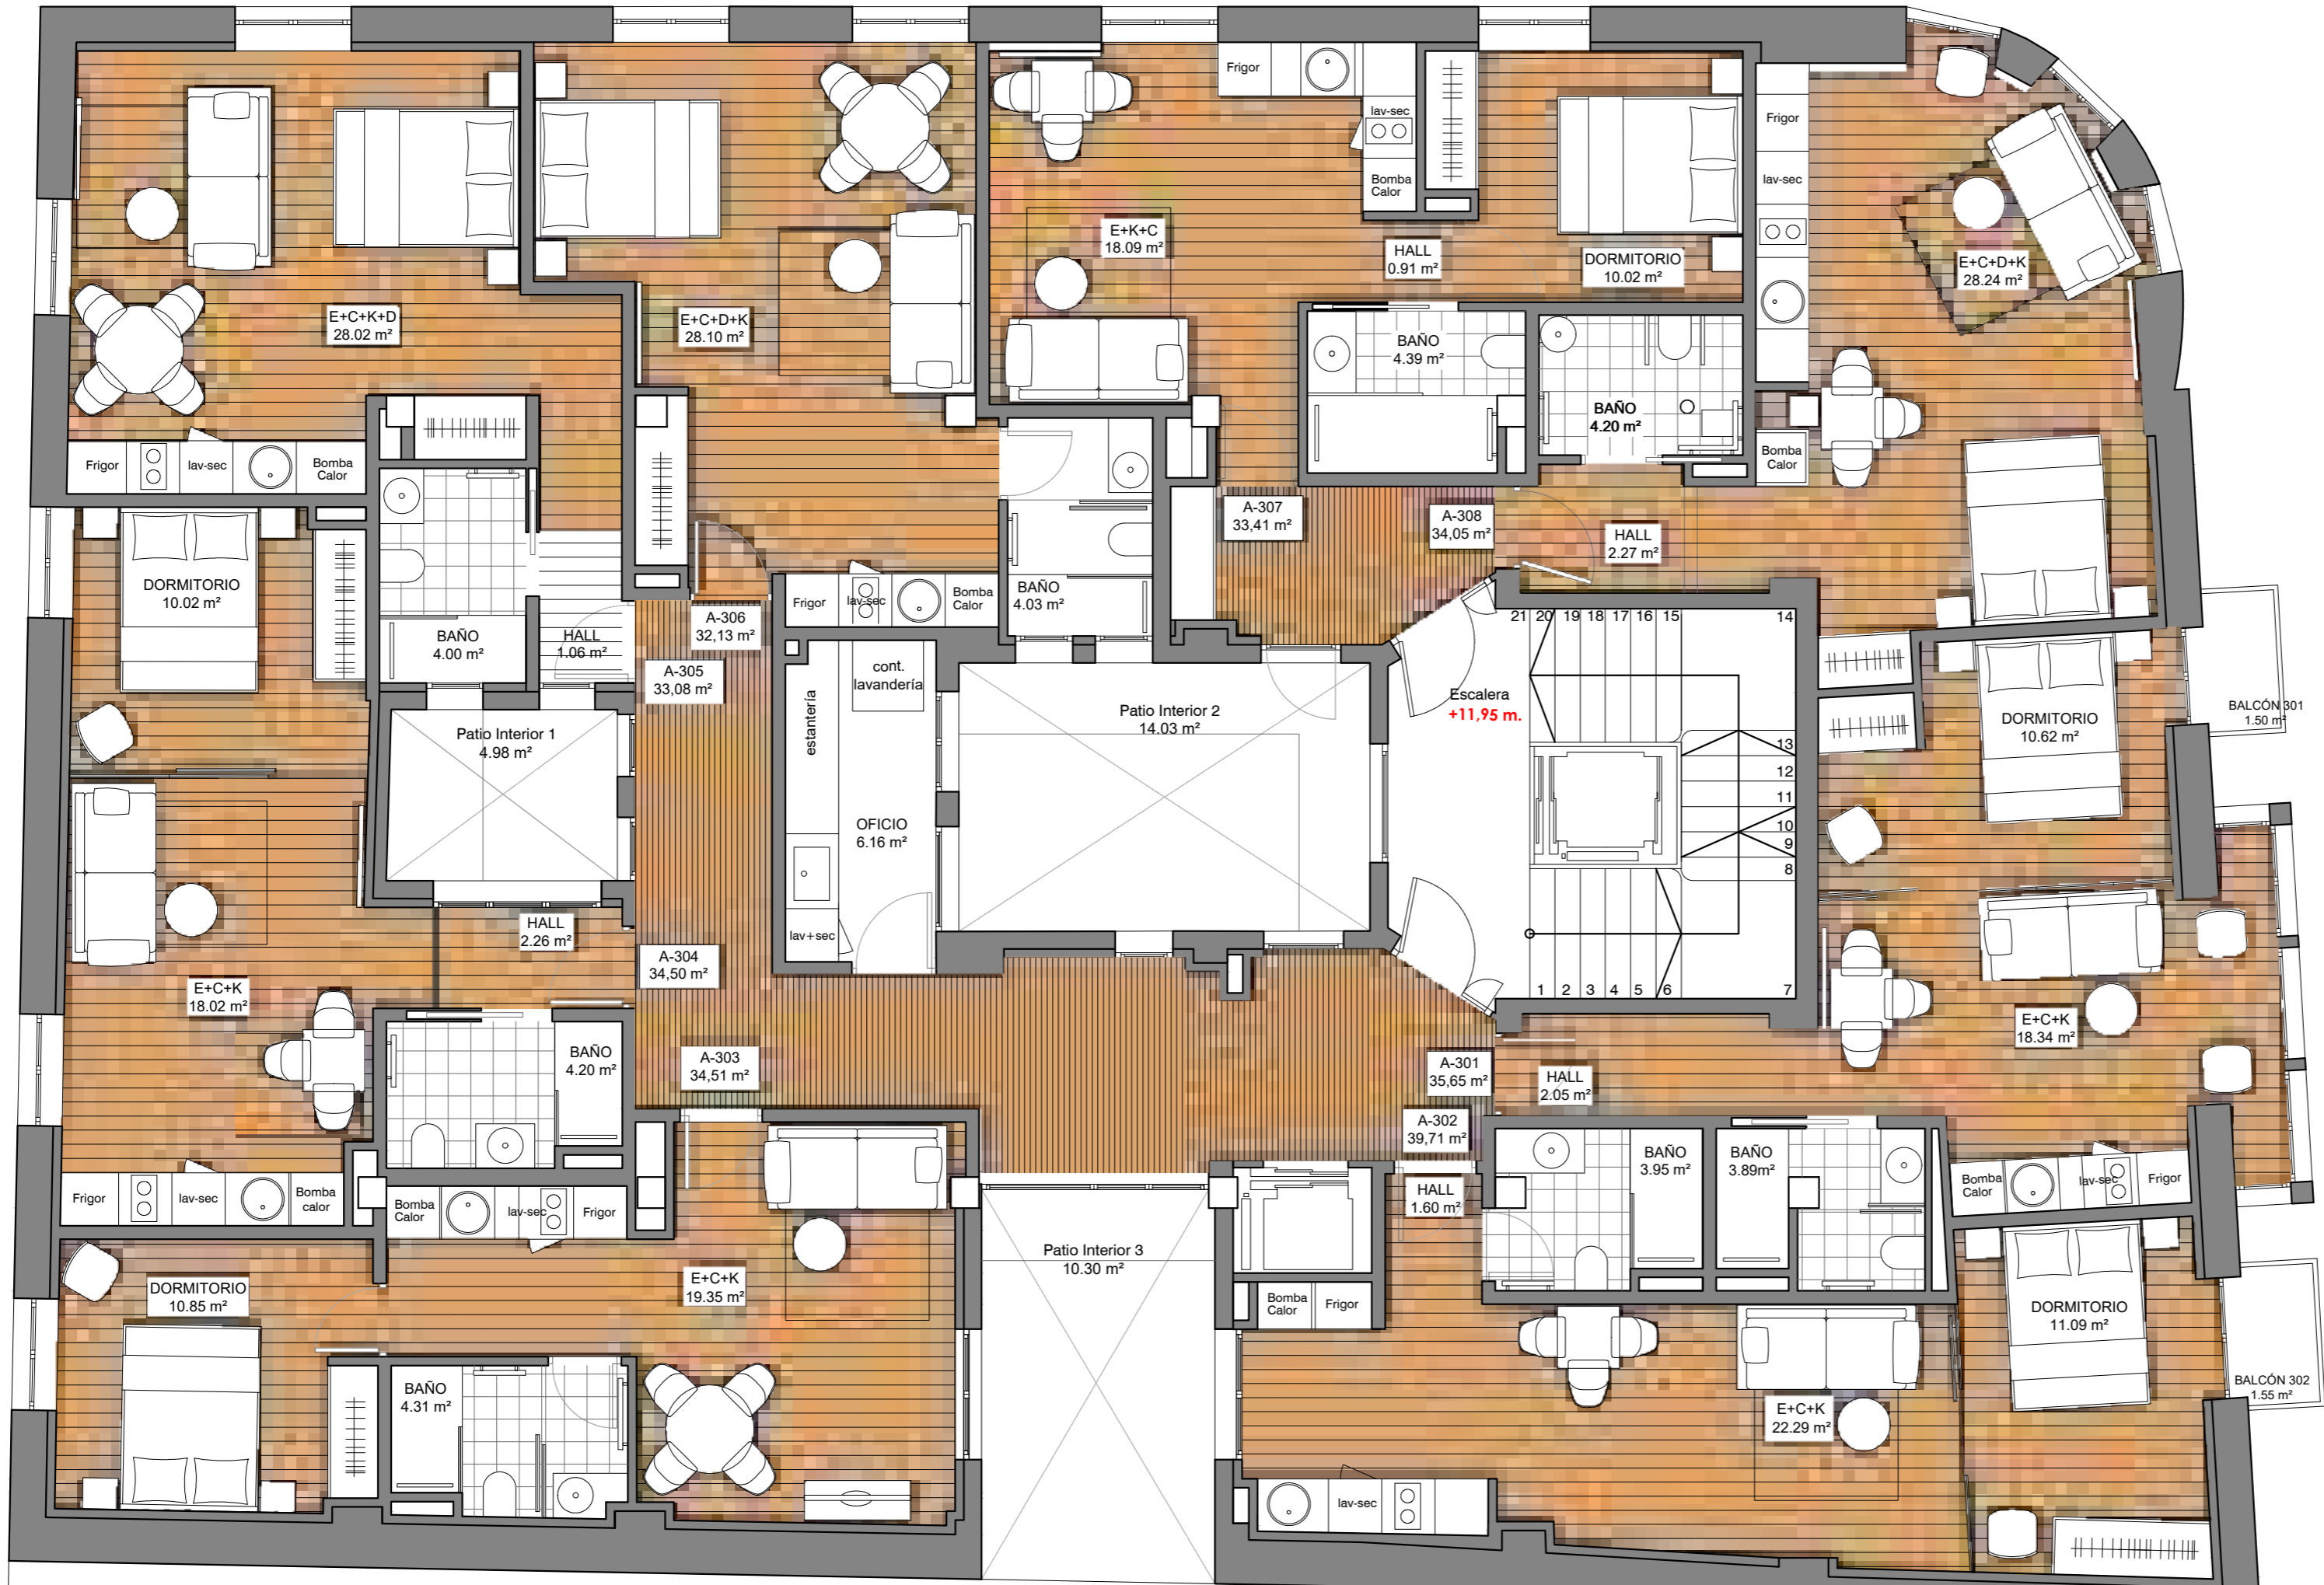 Frigor
lav-sec
Bomba
Calor
E+K+C
18.09 m²
HALL
0.91 m²
DORMITORIO
10.02 m²
Frigor
lav-sec
E+C+D+K
28.24 m²
E+C+K+D
28.02 m²
E+C+D+K
28.10 m²
BAÑO
4.39 m²
BAÑO
4.20 m²
Bomba
Calor
Frigor
lav-sec
Bomba
Calor
A-307
33,41 m²
A-308
34,05 m²
HALL
2.27 m²
DORMITORIO
10.02 m²
BAÑO
4.00 m²
HALL
1.06 m²
A-306
32,13 m²
A-305
33,08 m²
Frigor
lav-sec
Bomba
Calor
BAÑO
4.03 m²
21 20 19 18 17 16 15 14
cont.
lavandería
estantería
Patio Interior 1
4.98 m²
Patio Interior 2
14.03 m²
Escalera
+11,95 m.
DORMITORIO
10.62 m²
BALCÓN 301
1.50 m²
13
12
11
10
9
8
OFICIO
6.16 m²
lav+sec
HALL
2.26 m²
A-304
34,50 m²
E+C+K
18.02 m²
1 2 3 4 5 6 7
E+C+K
18.34 m²
BAÑO
4.20 m²
A-303
34,51 m²
A-301
35,65 m²
HALL
2.05 m²
A-302
39,71 m²
BAÑO
3.95 m²
BAÑO
3.89m²
Frigor
lav-sec
Bomba
calor
Bomba
Calor
lav-sec
Frigor
HALL
1.60 m²
Bomba
Calor
lav-sec
Frigor
DORMITORIO
10.85 m²
E+C+K
19.35 m²
Patio Interior 3
10.30 m²
Bomba
Calor
Frigor
DORMITORIO
11.09 m²
BAÑO
4.31 m²
E+C+K
22.29 m²
BALCÓN 302
1.55 m²
lav-sec